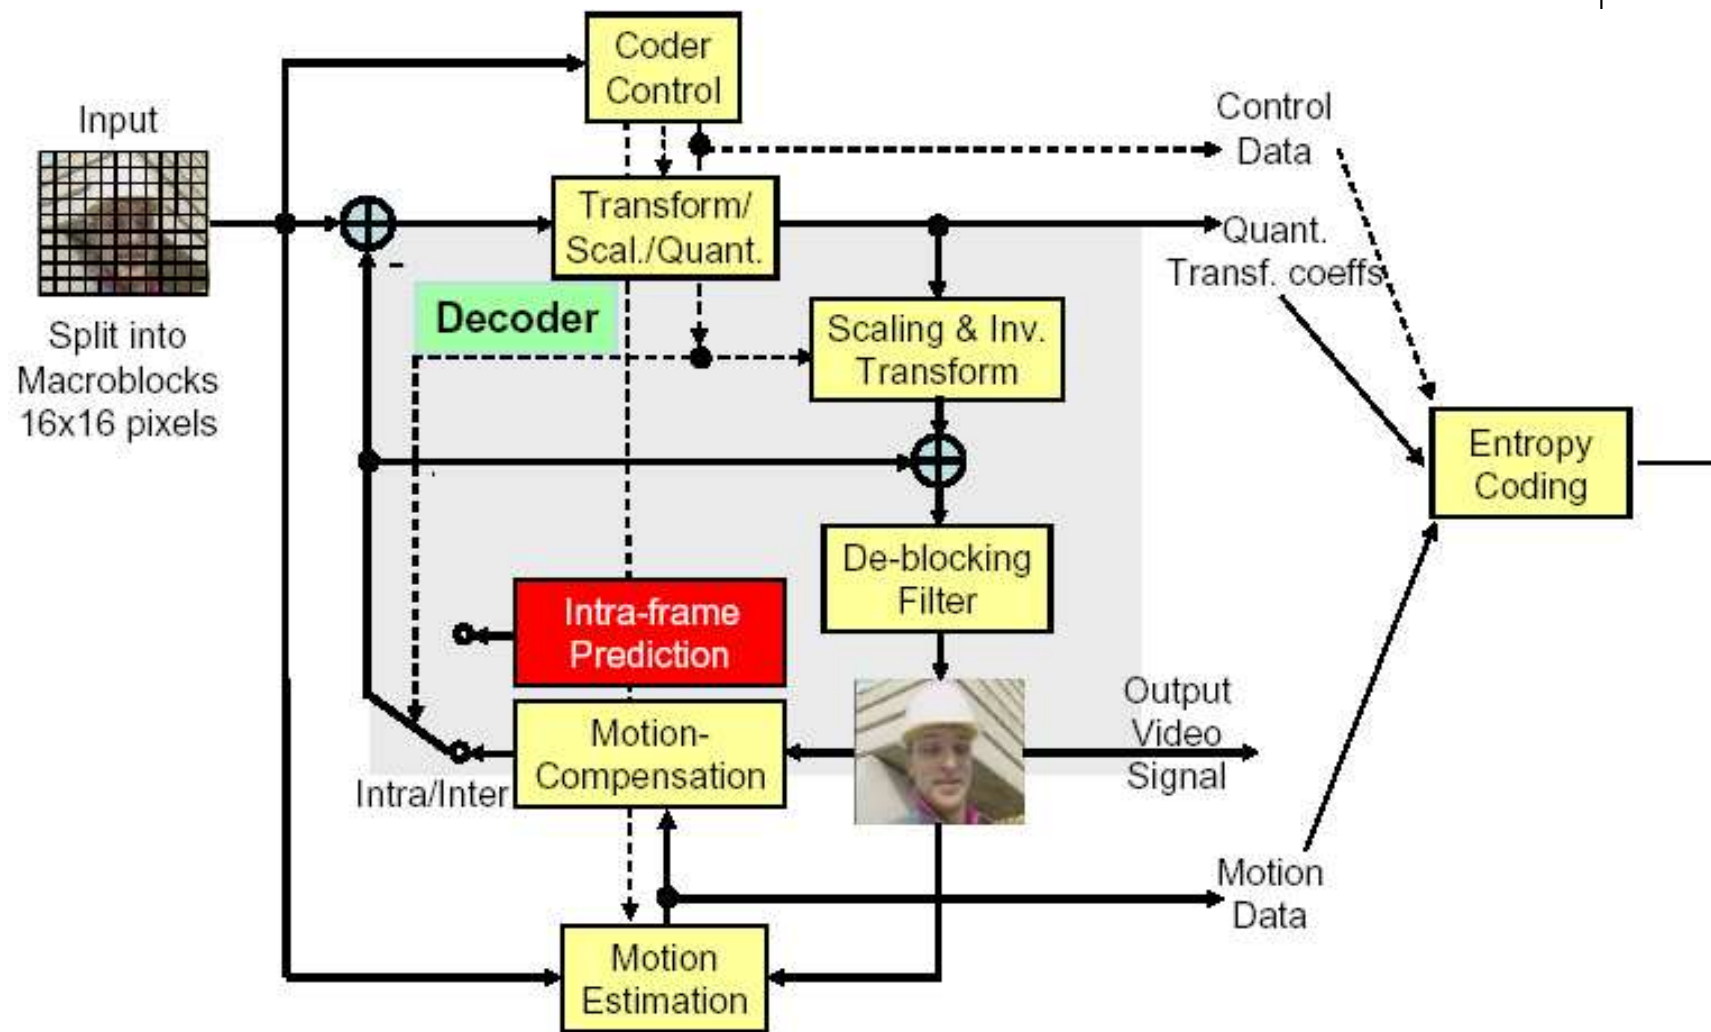 Coder
Control
Input
Control
Data
Transform/
Scal./Quant.
Quant.
Transf. coeffs
Decoder
Scaling & Inv.
Transform
Split into
Macroblocks
16x16 pixels
Entropy
Coding
De-blocking
Filter
Intra-frame
Prediction
Output
Video
Signal
Motion-
Compensation
Intra/Inter
Motion
Data
Motion
Estimation